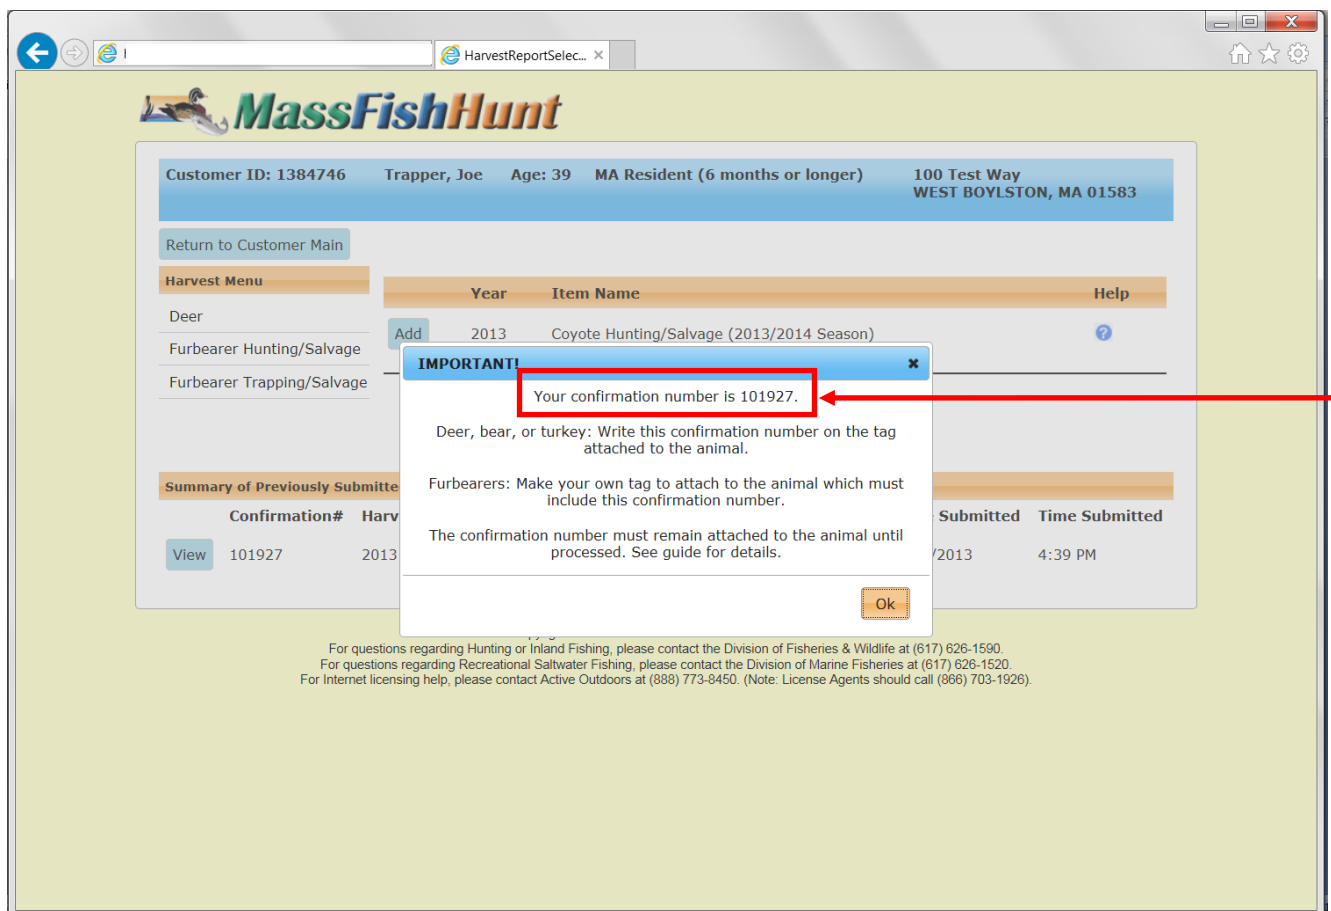 HarvestReportSelec...
MassFishHunt
Customer ID: 1384746 Trapper, Joe Age: 39 MA Resident (6 months or longer) 100 Test Way
WEST BOYLSTON, MA 01583
Return to Customer Main
Harvest Menu
Deer
Furbearer Hunting/Salvage
Furbearer Trapping/Salvage
Year Item Name Help
Add 2013 Coyote Hunting/Salvage (2013/2014 Season)
IMPORTANT!
Your confirmation number is 101927.
Deer, bear, or turkey: Write this confirmation number on the tag
attached to the animal.
Furbearers: Make your own tag to attach to the animal which must
include this confirmation number.
The confirmation number must remain attached to the animal until
processed. See guide for details.
Ok
Summary of Previously Submitte
Confirmation# Harv Submitted Time Submitted
View 101927 2013 /2013 4:39 PM
For questions regarding Hunting or Inland Fishing, please contact the Division of Fisheries & Wildlife at (617) 626-1590.
For questions regarding Recreational Saltwater Fishing, please contact the Division of Marine Fisheries at (617) 626-1520.
For Internet licensing help, please contact Active Outdoors at (888) 773-8450. (Note: License Agents should call (866) 703-1926).